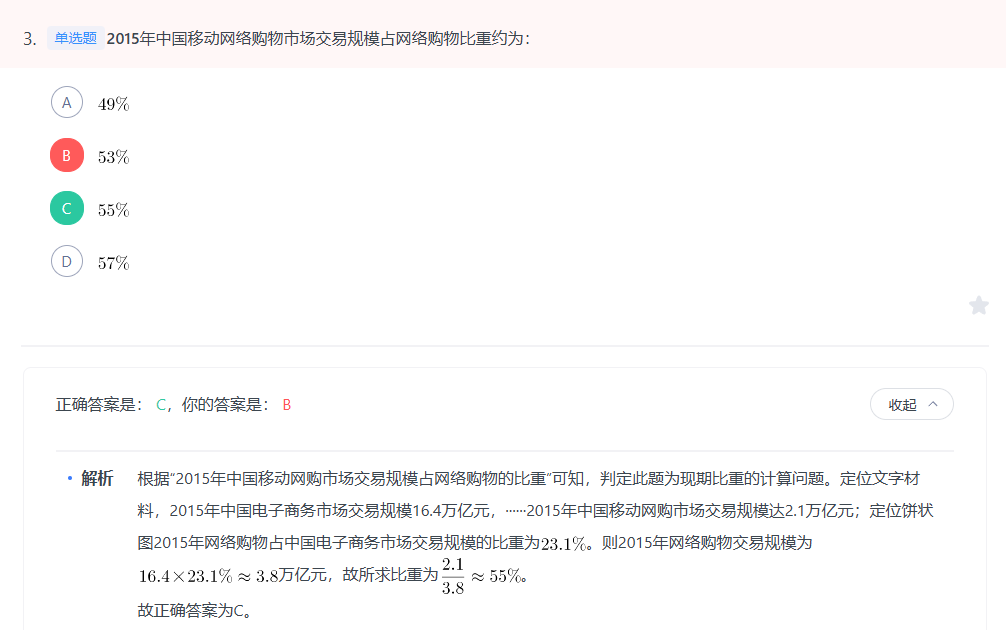 3. 单选题 2015年中国移动网络购物市场交易规模占网络购物比重约为：
A 49%
B 53%
C 55%
D 57%
正确答案是： C，你的答案是： B 收起
• 解析 根据“2015年中国移动网购市场交易规模占网络购物的比重”可知，判定此题为现期比重的计算问题。定位文字材
料，2015年中国电子商务市场交易规模16.4万亿元，……2015年中国移动网购市场交易规模达2.1万亿元；定位饼状
图2015年网络购物占中国电子商务市场交易规模的比重为23.1%。则2015年网络购物交易规模为
16.4×23.1%≈3.8万亿元，故所求比重为2.1/3.8≈55%。
故正确答案为C。